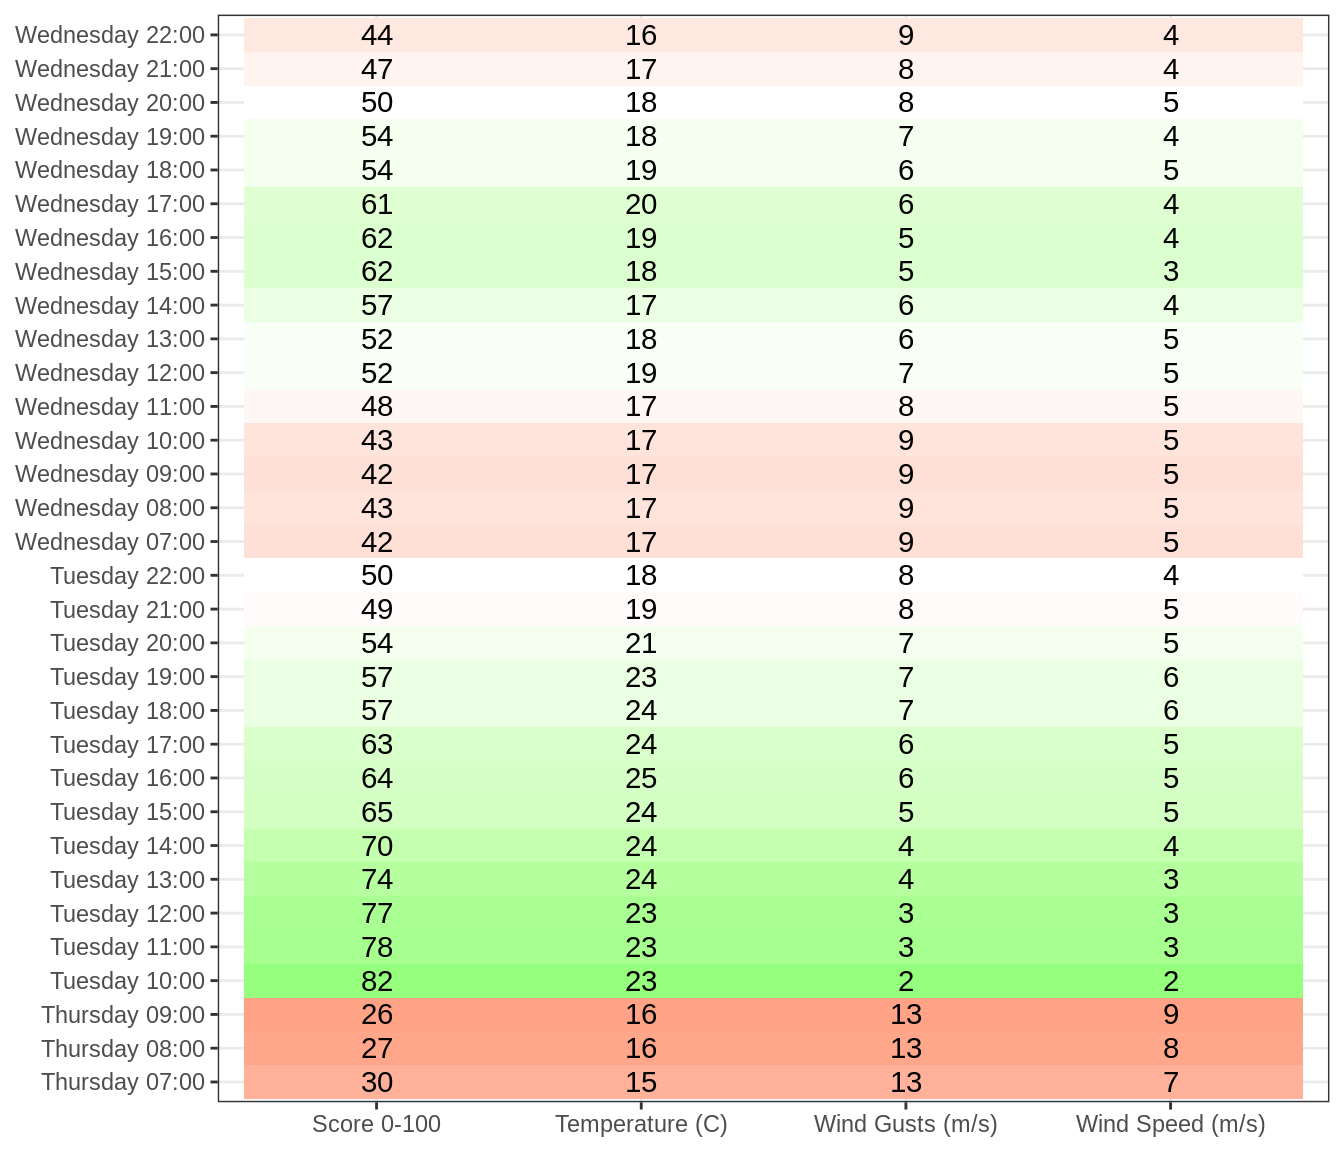 Wednesday 22:00 44 16 9 4
Wednesday 21:00 47 17 8 4
Wednesday 20:00 50 18 8 5
Wednesday 19:00 54 18 7 4
Wednesday 18:00 54 19 6 5
Wednesday 17:00 61 20 6 4
Wednesday 16:00 62 19 5 4
Wednesday 15:00 62 18 5 3
Wednesday 14:00 57 17 6 4
Wednesday 13:00 52 18 6 5
Wednesday 12:00 52 19 7 5
Wednesday 11:00 48 17 8 5
Wednesday 10:00 43 17 9 5
Wednesday 09:00 42 17 9 5
Wednesday 08:00 43 17 9 5
Wednesday 07:00 42 17 9 5
Tuesday 22:00 50 18 8 4
Tuesday 21:00 49 19 8 5
Tuesday 20:00 54 21 7 5
Tuesday 19:00 57 23 7 6
Tuesday 18:00 57 24 7 6
Tuesday 17:00 63 24 6 5
Tuesday 16:00 64 25 6 5
Tuesday 15:00 65 24 5 5
Tuesday 14:00 70 24 4 4
Tuesday 13:00 74 24 4 3
Tuesday 12:00 77 23 3 3
Tuesday 11:00 78 23 3 3
Tuesday 10:00 82 23 2 2
Thursday 09:00 26 16 13 9
Thursday 08:00 27 16 13 8
Thursday 07:00 30 15 13 7
Score 0-100 Temperature (C) Wind Gusts (m/s) Wind Speed (m/s)